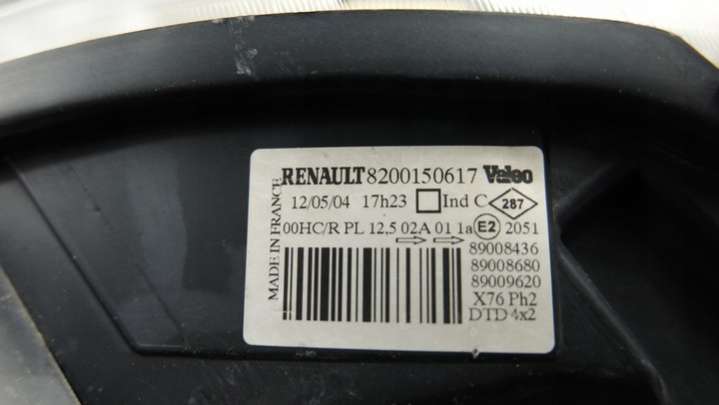 RENAULT 8200150617 Valeo
12/05/04 17h23 Ind C 287
00HC/R PL 12,5 02A 01 1a E2 2051
MADE IN FRANCE
89008436
89008680
89009620
X76 Ph2
DTD 4x2